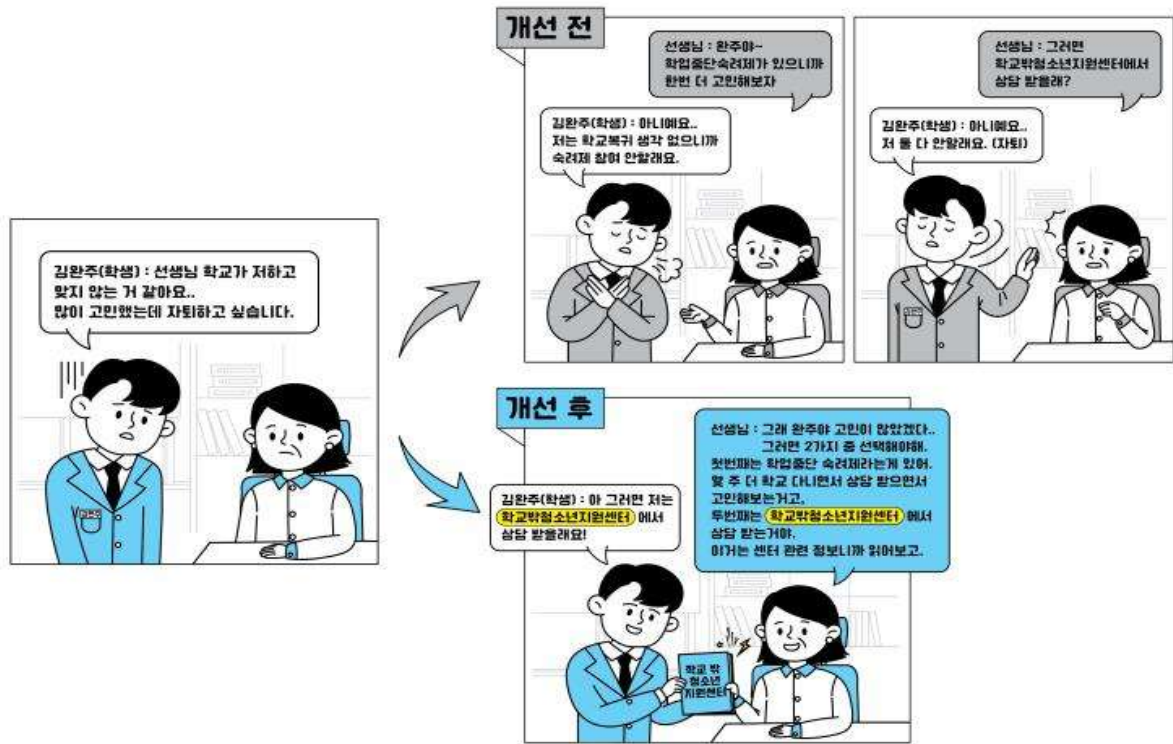 김완주(학생) : 선생님 학교가 저하고
맞지 않는 거 같아요..
많이 고민했는데 자퇴하고 싶습니다.
개선 전
선생님 : 완주야~
학업중단숙려제가 있으니까
한번 더 고민해보자
김완주(학생) : 아니예요..
저는 학교복귀 생각 없으니까
숙려제 참여 안할래요.
선생님 : 그러면
학교밖청소년지원센터에서
상담 받을래?
김완주(학생) : 아니예요..
저 둘 다 안할래요. (자퇴)
개선 후
선생님 : 그래 완주야 고민이 많았겠다..
그러면 2가지 중 선택해야해.
첫번째는 학업중단 숙려제라는게 있어.
몇 주 더 학교 다니면서 상담 받으면서
고민해보는거고,
두번째는 학교밖청소년지원센터 에서
상담 받는거야.
이거는 센터 관련 정보니까 읽어보고.
김완주(학생) : 아 그러면 저는
학교밖청소년지원센터 에서
상담 받을래요!
학교 밖
청소년
지원센터